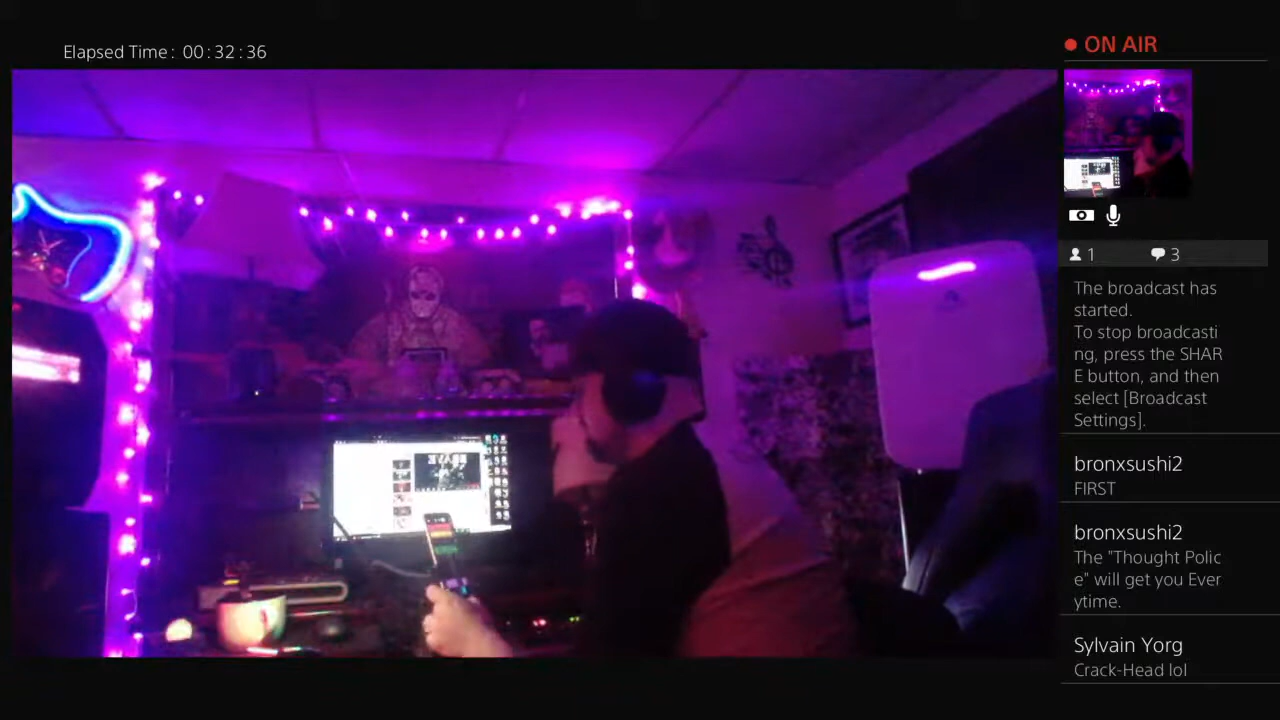 Elapsed Time: 00:32:36
ON AIR
1 3
The broadcast has
started.
To stop broadcasti
ng, press the SHAR
E button, and then
select [Broadcast
Settings].
bronxsushi2
FIRST
bronxsushi2
The "Thought Polic
e" will get you Ever
ytime.
Sylvain Yorg
Crack-Head lol